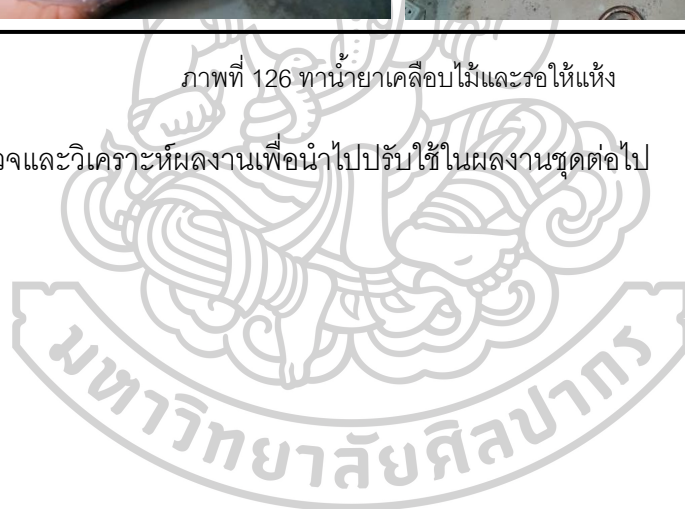 ภาพที่ 126 ทาน้ำยาเคลือบไม้และรอให้แห้ง
และวิเคราะห์ผลงานเพื่อนำไปปรับใช้ในผลงานชุดต่อไป
มหาวิทยาลัยศิลปากร